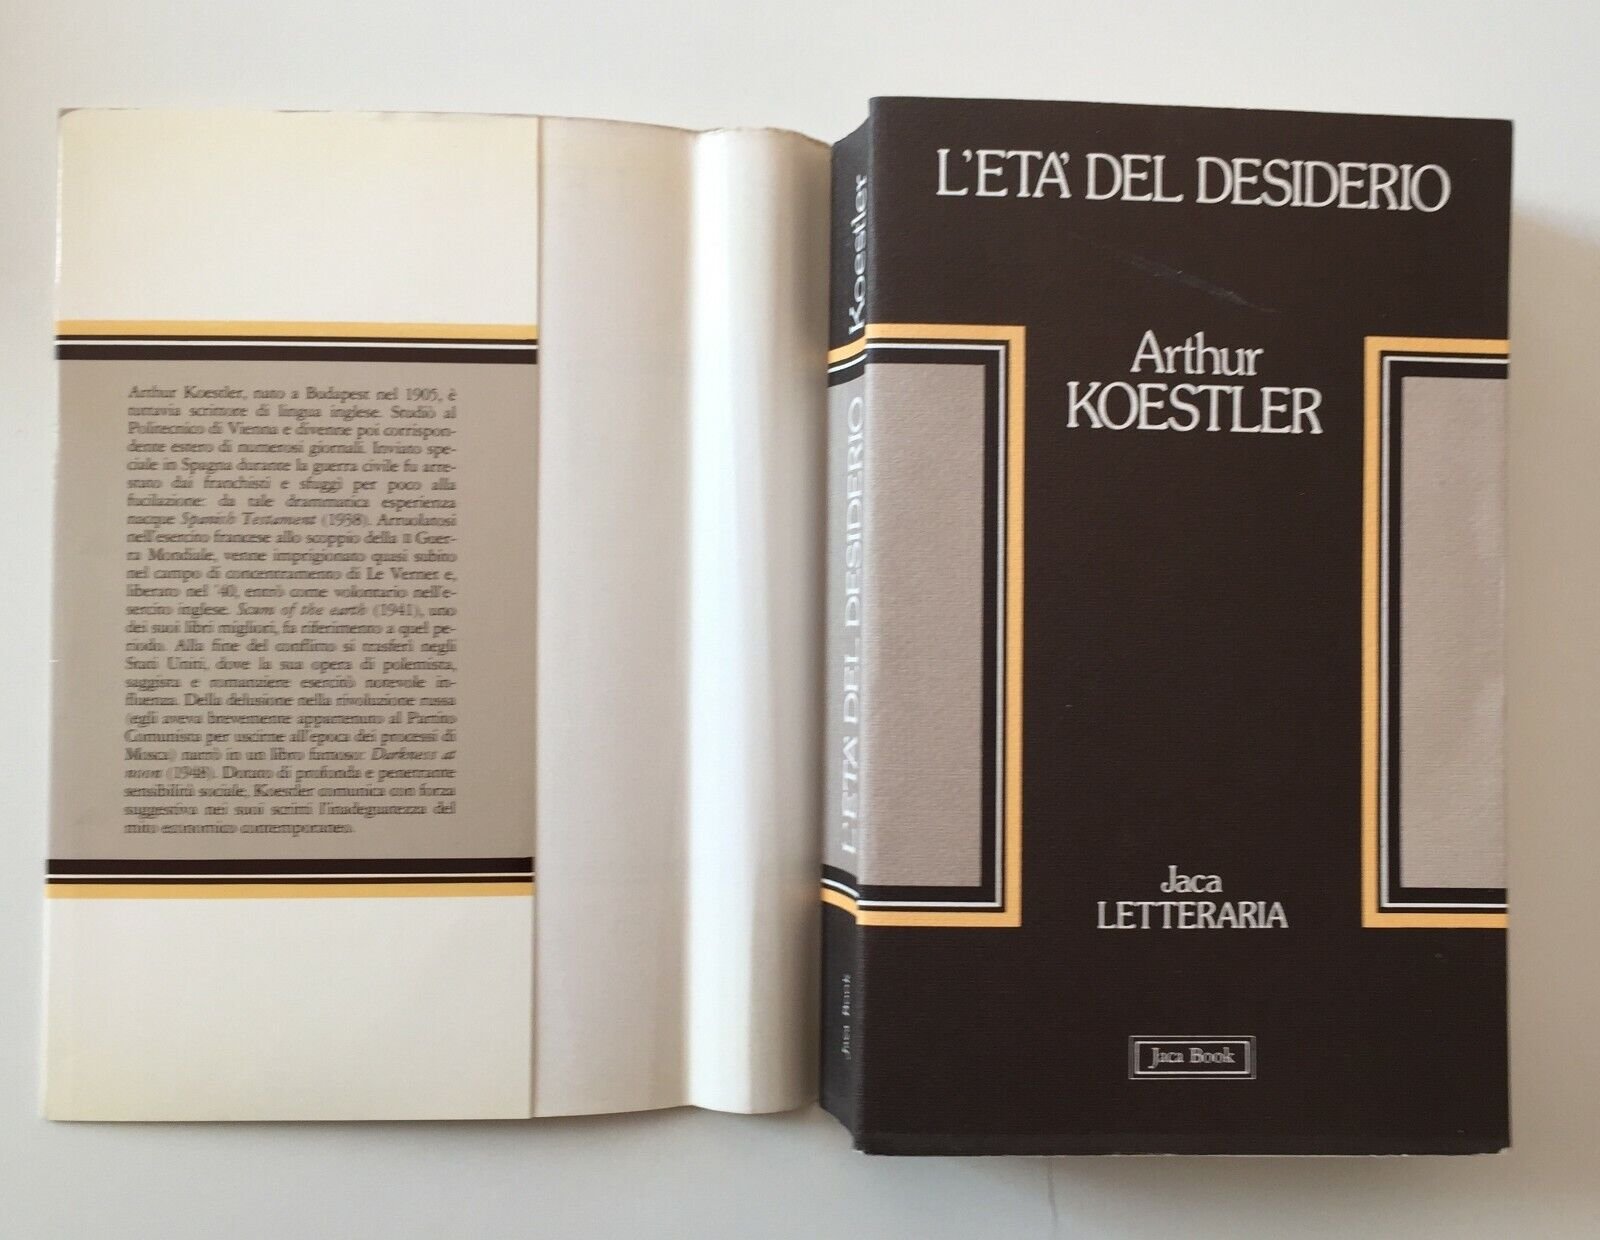 Arthur Koestler, nato a Budapest nel 1905, è
tuttavia scrittore di lingua inglese. Studiò al
Politecnico di Vienna e divenne poi corrispon-
dente estero di numerosi giornali. Inviato spe-
ciale in Spagna durante la guerra civile fu arre-
stato dai franchisti e sfuggì per poco alla
fucilazione: da tale drammatica esperienza
nacque Spanish Testament (1938). Arruolatosi
nell'esercito francese allo scoppio della II Guer-
ra Mondiale, venne imprigionato quasi subito
nel campo di concentramento di Le Vernet e,
liberato nel '40, entrò come volontario nell'e-
sercito inglese. Scum of the earth (1941), uno
dei suoi libri migliori, fa riferimento a quel pe-
riodo. Alla fine del conflitto si trasferì negli
Stati Uniti, dove la sua opera di polemista,
saggista e romanziere esercitò notevole in-
fluenza. Della delusione nella rivoluzione russa
(egli aveva brevemente appartenuto al Partito
Comunista per uscirne all'epoca dei processi di
Mosca) narrò in un libro famoso: Darkness at
noon (1948). Dotato di profonda e penetrante
sensibilità sociale, Koestler comunica con forza
suggestiva nei suoi scritti l'inadeguatezza del
mito economico contemporaneo.
Koestler
L'ETA' DEL DESIDERIO
Jaca Book
L'ETA' DEL DESIDERIO
Arthur
KOESTLER
Jaca
LETTERARIA
Jaca Book